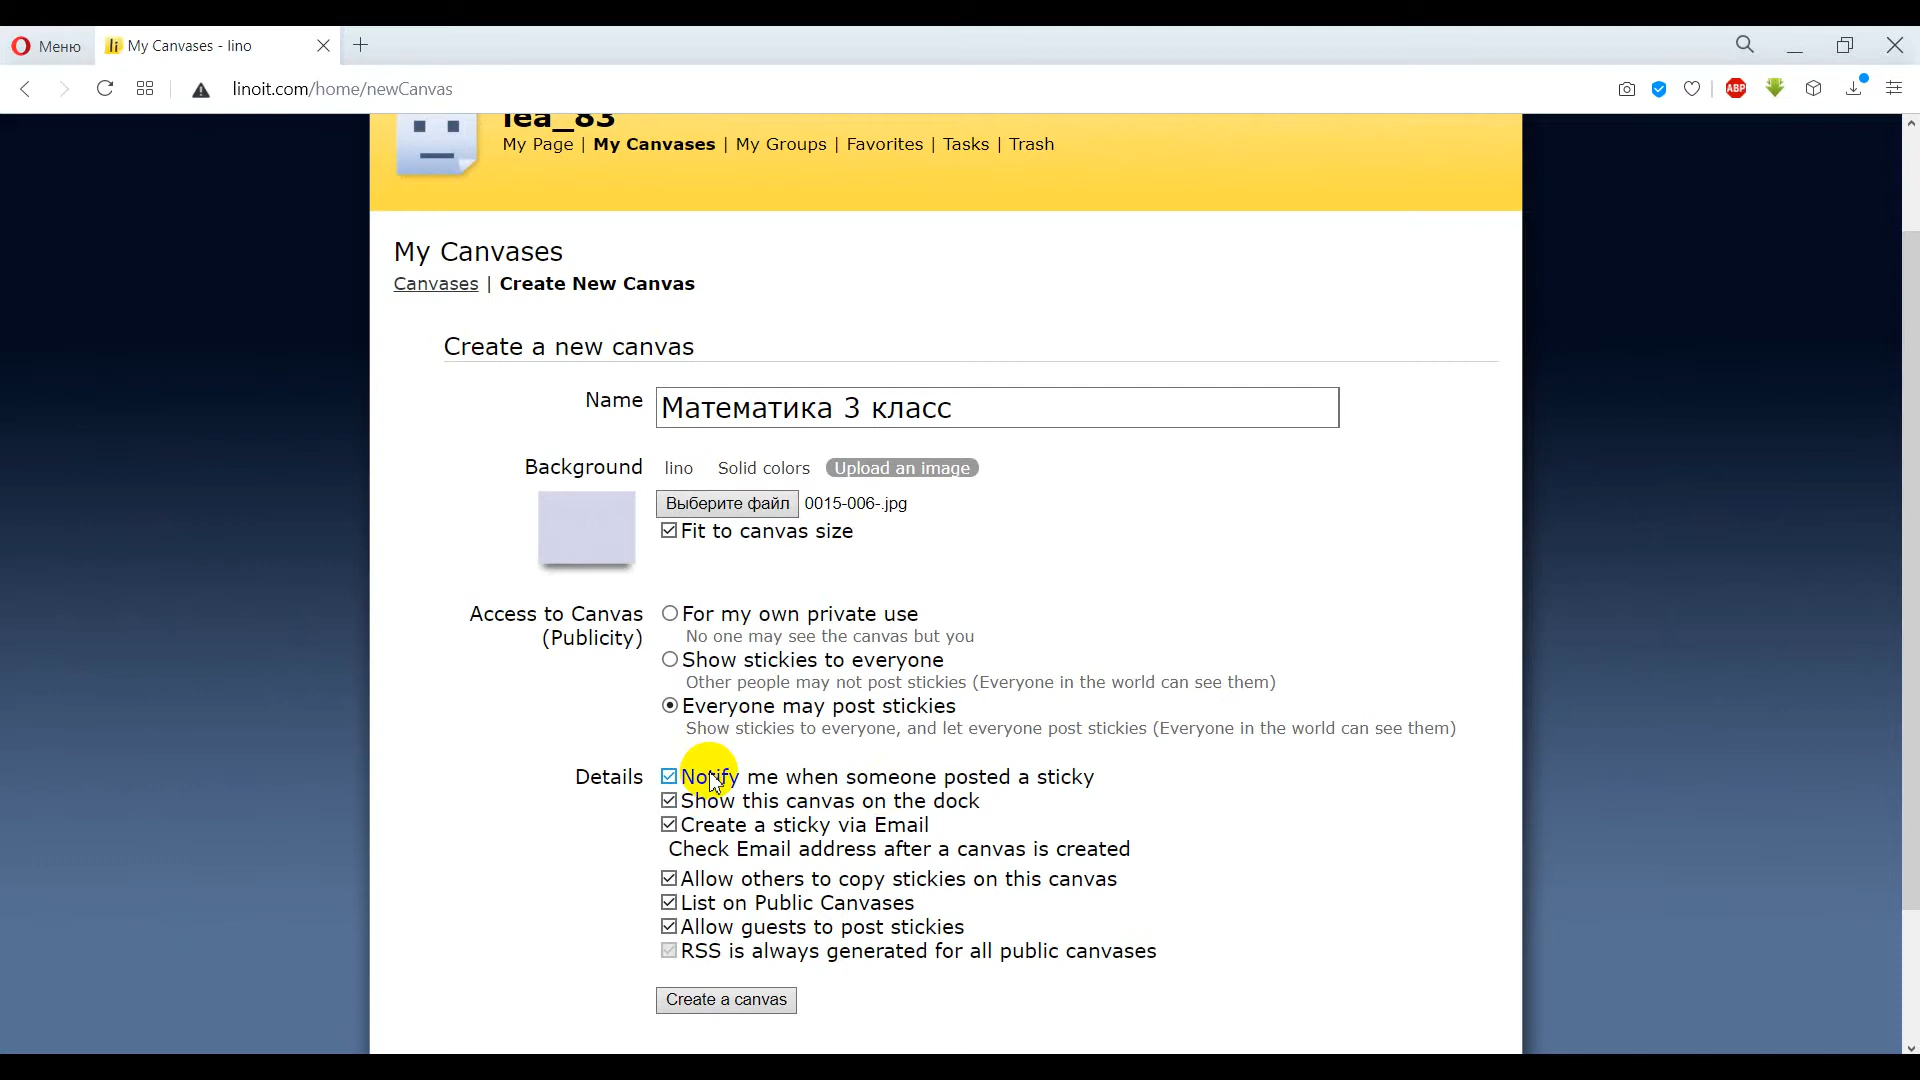 Меню
My Canvases - lino
linoit.com/home/newCanvas
ABP
lea_83
My Page | My Canvases | My Groups | Favorites | Tasks | Trash
My Canvases
Canvases | Create New Canvas
Create a new canvas
Name Математика 3 класс
Background lino Solid colors Upload an image
Выберите файл 0015-006-.jpg
Fit to canvas size
Access to Canvas (Publicity)
For my own private use
No one may see the canvas but you
Show stickies to everyone
Other people may not post stickies (Everyone in the world can see them)
Everyone may post stickies
Show stickies to everyone, and let everyone post stickies (Everyone in the world can see them)
Details Notify me when someone posted a sticky
Show this canvas on the dock
Create a sticky via Email
Check Email address after a canvas is created
Allow others to copy stickies on this canvas
List on Public Canvases
Allow guests to post stickies
RSS is always generated for all public canvases
Create a canvas